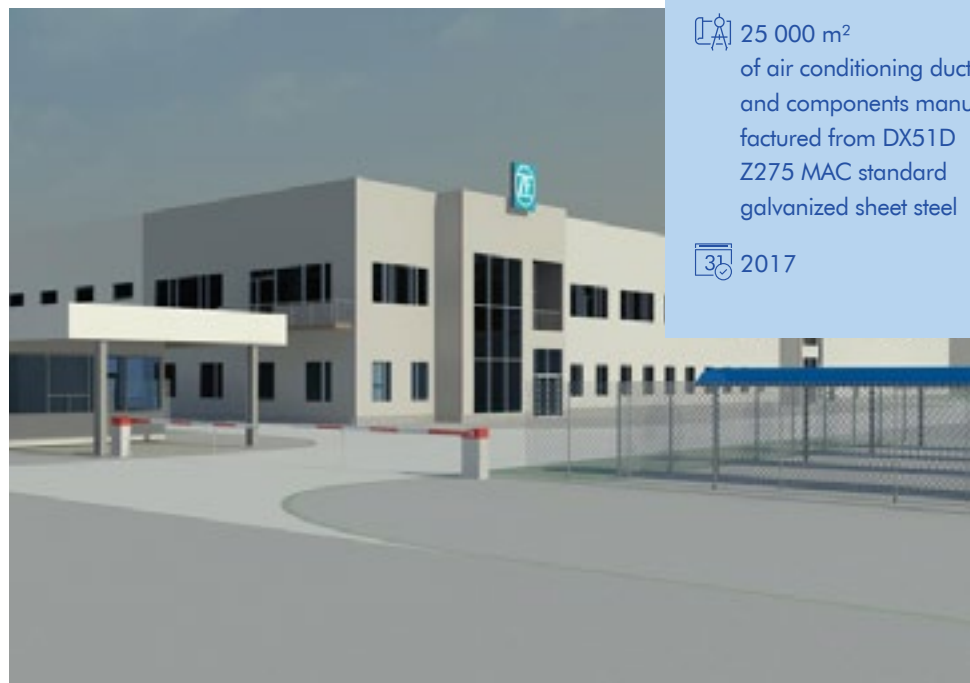 25 000 m²
of air conditioning duct
and components manu
factured from DX51D
Z275 MAC standard
galvanized sheet steel
31
2017
ZF